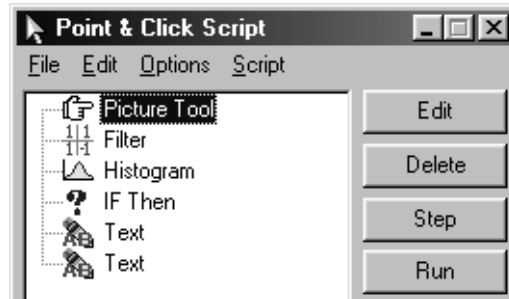 Point & Click Script
File Edit Options Script
Picture Tool
Filter
Histogram
IF Then
Text
Text
Edit
Delete
Step
Run